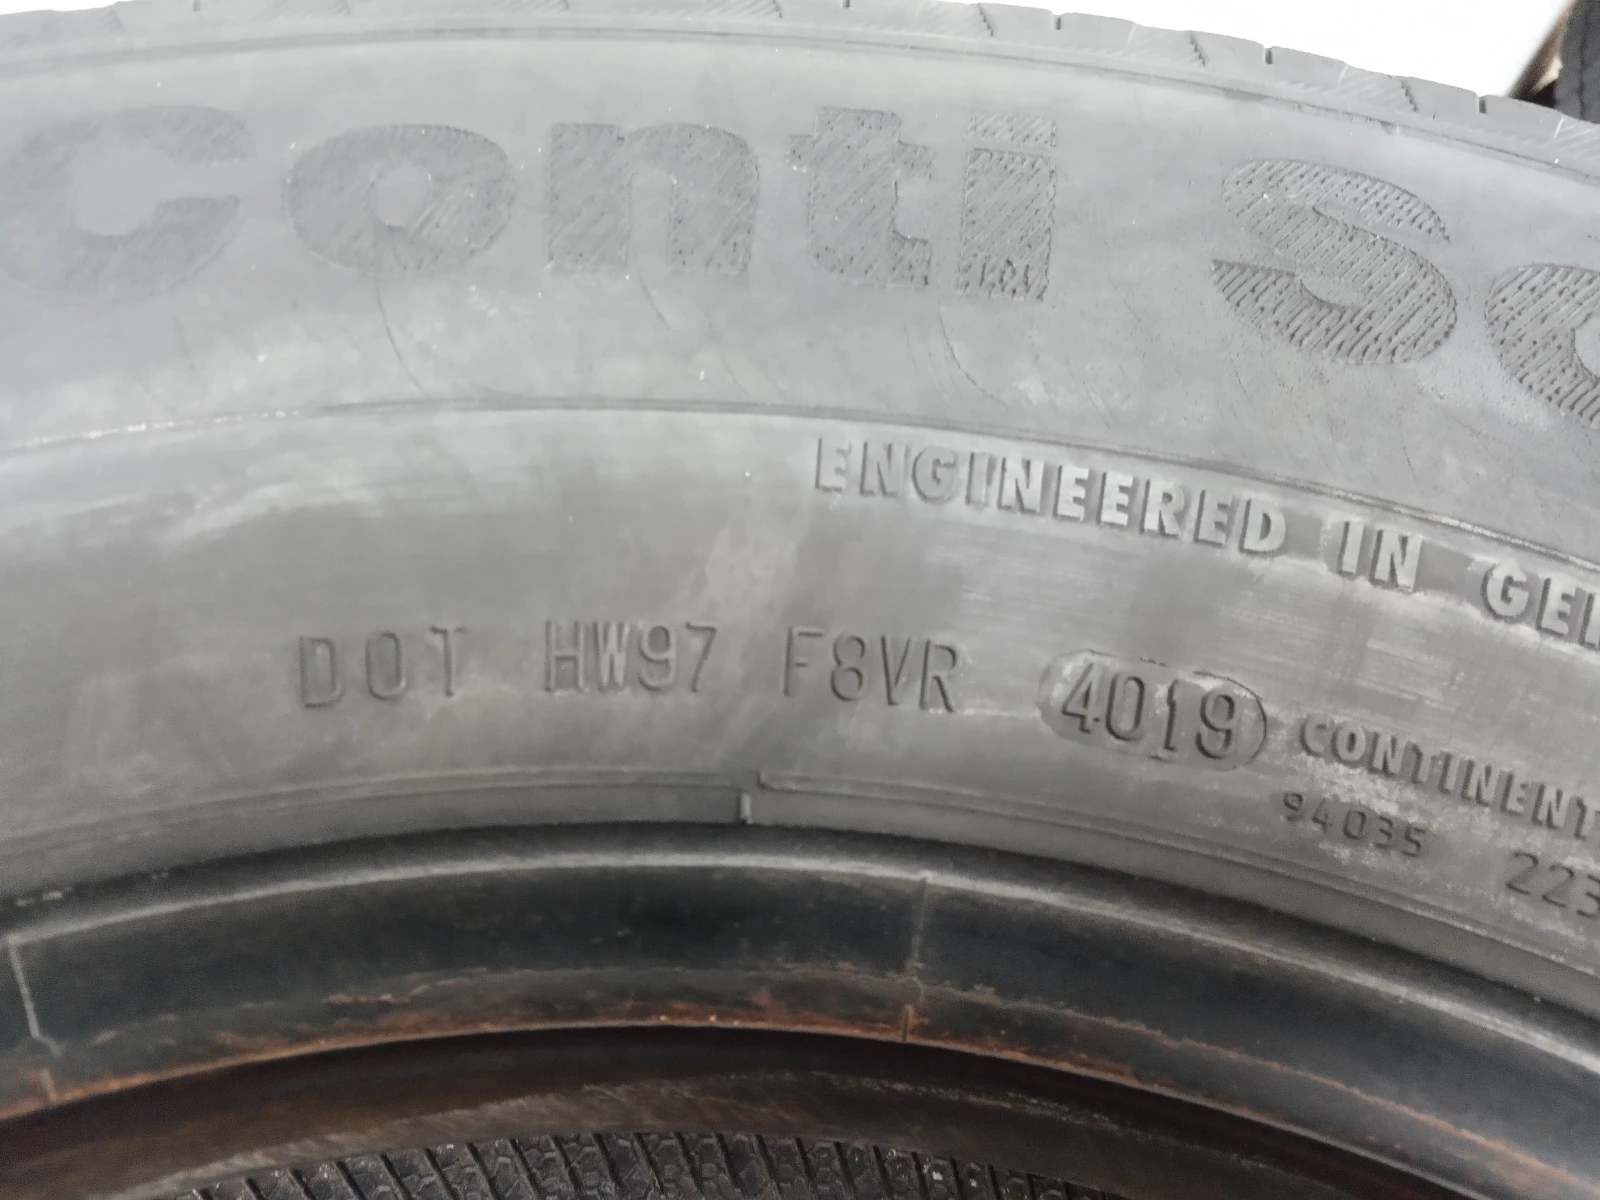 Conti
ENGINEERED IN
DOT HW97 F8VR 4019
94035